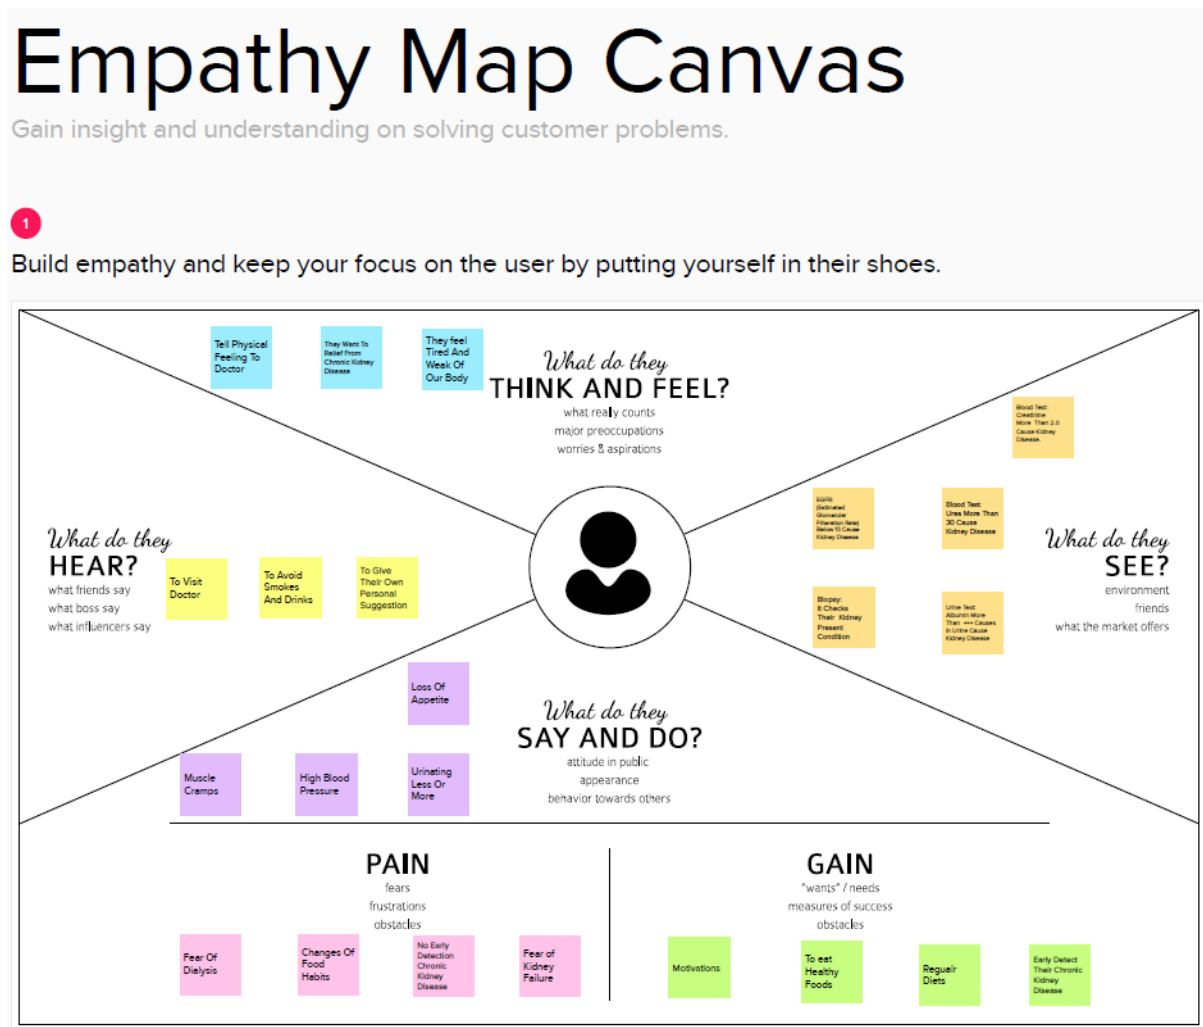 Empathy Map Canvas
Gain insight and understanding on solving customer problems.
1
Build empathy and keep your focus on the user by putting yourself in their shoes.
Tell Physical
Feeling To
Doctor
They Want To
Relief From
Chronic Kidney
Disease
They feel
Tired And
Weak Of
Our Body
What do they
THINK AND FEEL?
what really counts
major preoccupations
worries & aspirations
What do they
HEAR?
what friends say
what boss say
what influencers say
To Visit
Doctor
To Avoid
Smokes
And Drinks
To Give
Their Own
Personal
Suggestion
Blood Test:
Creatinine
More Than 2.0
Cause Kidney
Disease.
EGFR:
(Estimated
Glomerular
Filteration Rate)
Below 15 Cause
Kidney Disease
Blood Test:
Urea More Than
30 Cause
Kidney Disease
Biopsy:
It Checks
Their Kidney
Present
Condition
Urine Test:
Albumin More
Than +++ Causes
In Urine Cause
Kidney Disease
What do they
SEE?
environment
friends
what the market offers
Loss Of
Appetite
Muscle
Cramps
High Blood
Pressure
Urinating
Less Or
More
What do they
SAY AND DO?
attitude in public
appearance
behavior towards others
PAIN
fears
frustrations
obstacles
Fear Of
Dialysis
Changes Of
Food
Habits
No Early
Detection
Chronic
Kidney
Disease
Fear of
Kidney
Failure
GAIN
"wants" / needs
measures of success
obstacles
Motivations
To eat
Healthy
Foods
Regualr
Diets
Early Detect
Their Chronic
Kidney
Disease